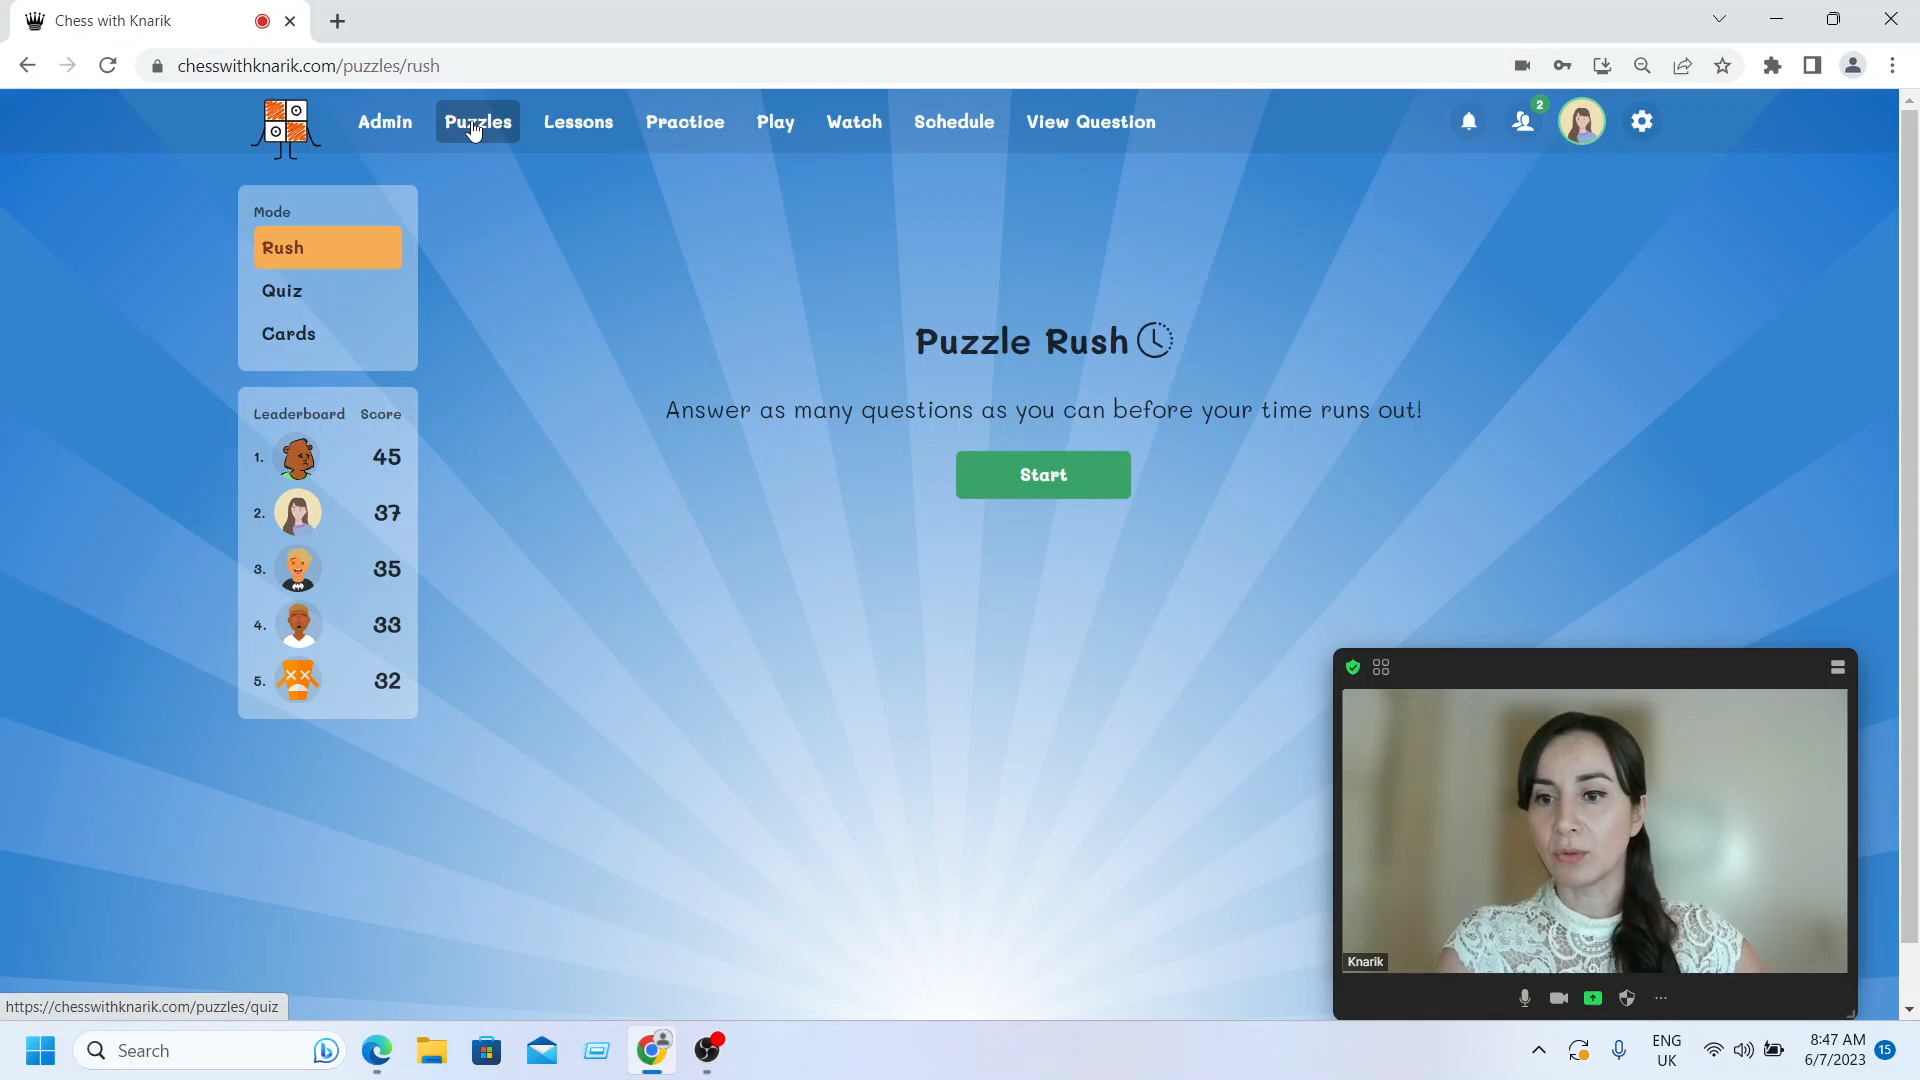 Chess with Knarik
chesswithknarik.com/puzzles/rush
Admin
Puzzles
Lessons
Practice
Play
Watch
Schedule
View Question
2
Mode
Rush
Quiz
Cards
Puzzle Rush
Answer as many questions as you can before your time runs out!
Start
Leaderboard Score
1. 45
2. 37
3. 35
4. 33
5. 32
Knarik
https://chesswithknarik.com/puzzles/quiz
Search
ENG
UK
8:47 AM
6/7/2023
15